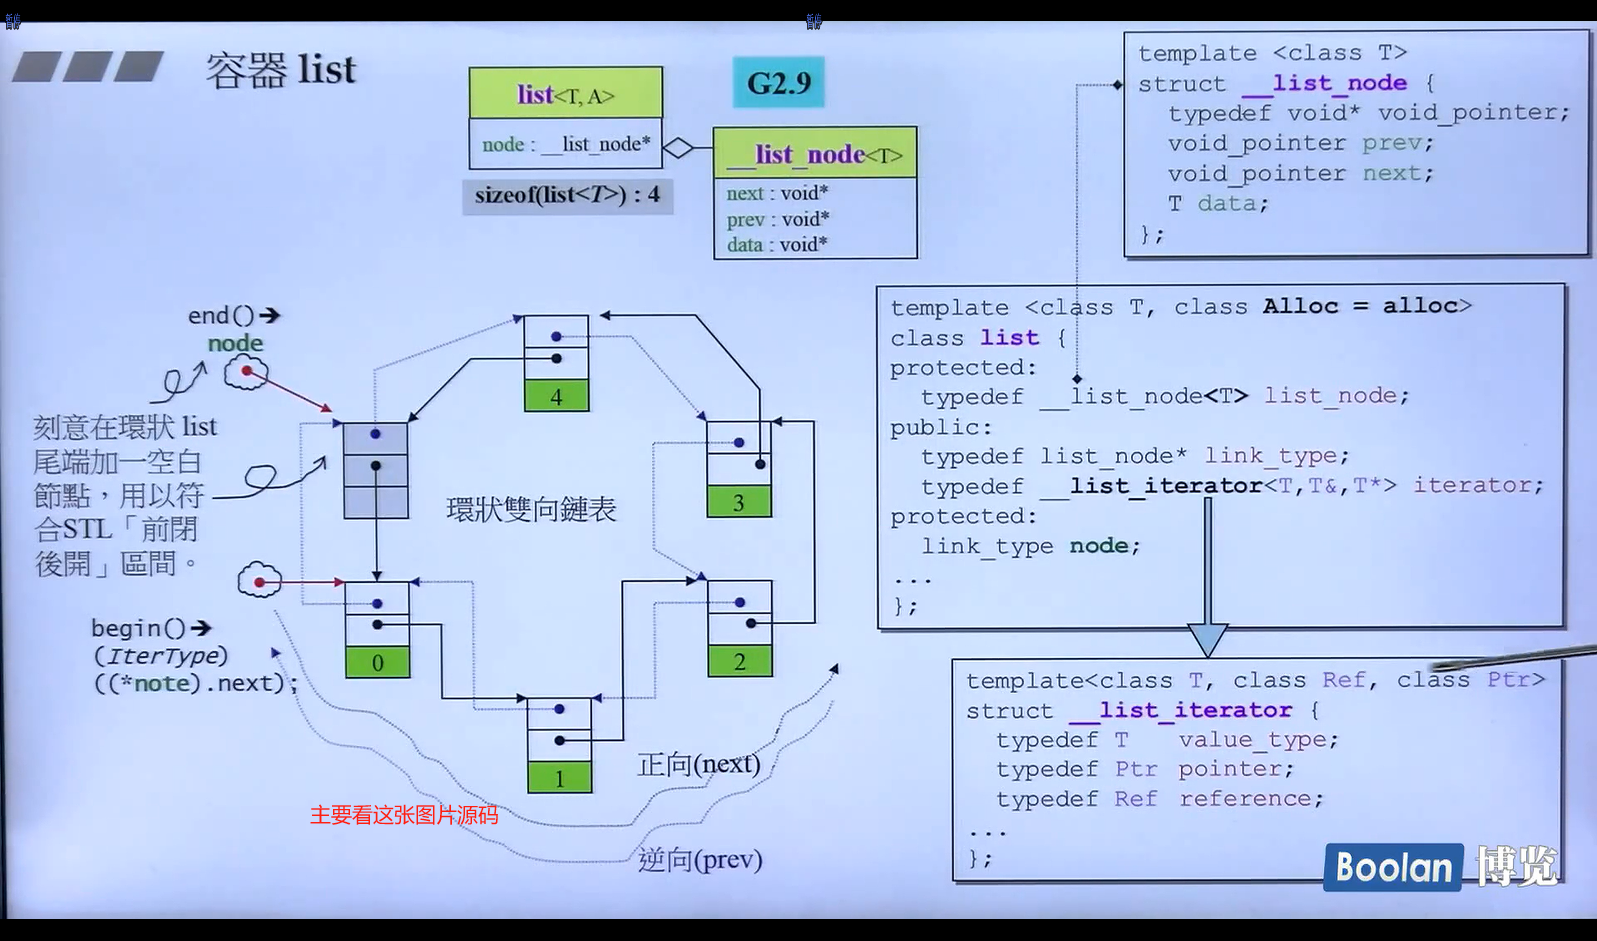 容器 list
list<T, A>
node : __list_node*
sizeof(list<T>) : 4
G2.9
__list_node<T>
next : void*
prev : void*
data : void*
template <class T>
struct __list_node {
typedef void* void_pointer;
void_pointer prev;
void_pointer next;
T data;
};
end()➔
node
刻意在環狀 list
尾端加一空白
節點，用以符
合STL「前閉
後開」區間。
begin()➔
(IterType)
((*note).next);
4
3
2
1
0
環狀雙向鏈表
正向(next)
逆向(prev)
主要看这张图片源码
template <class T, class Alloc = alloc>
class list {
protected:
typedef __list_node<T> list_node;
public:
typedef list_node* link_type;
typedef __list_iterator<T,T&,T*> iterator;
protected:
link_type node;
...
};
template<class T, class Ref, class Ptr>
struct __list_iterator {
typedef T value_type;
typedef Ptr pointer;
typedef Ref reference;
...
};
Boolan 博览